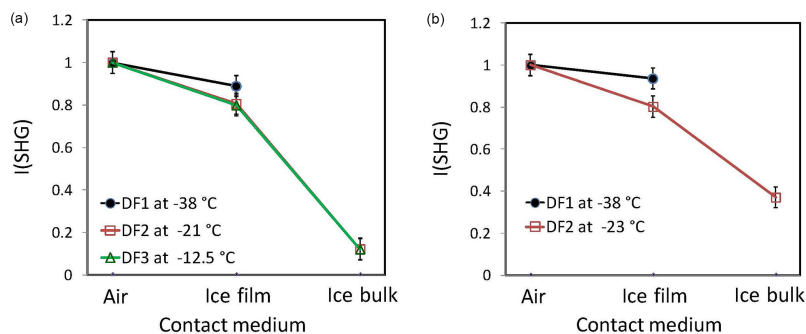 (a)
1.2
1
0.8
0.6
0.4
0.2
0
I(SHG)
DF1 at -38 °C
DF2 at -21 °C
DF3 at -12.5 °C
Air
Ice film
Ice bulk
Contact medium
(b)
1.2
1
0.8
0.6
0.4
0.2
0
I(SHG)
DF1 at -38 °C
DF2 at -23 °C
Air
Ice film
Ice bulk
Contact medium